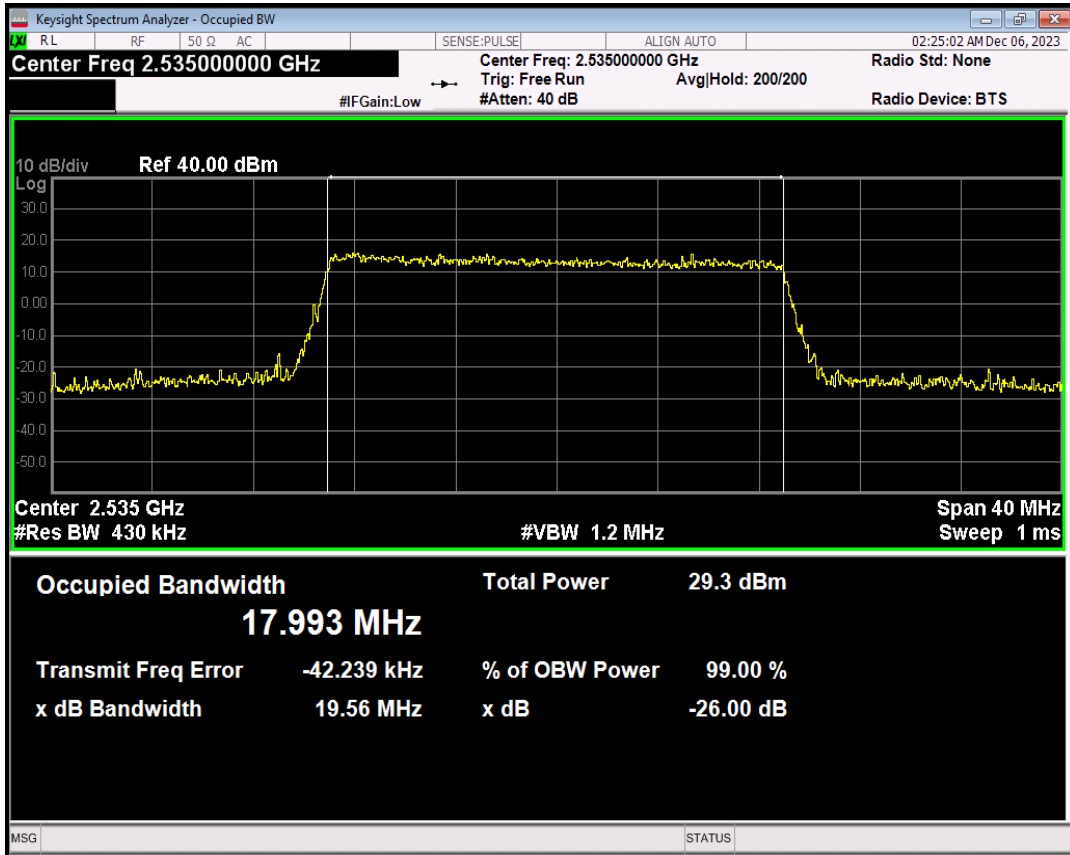 Keysight Spectrum Analyzer - Occupied BW
LXI RL RF 50 Ω AC SENSE:PULSE ALIGN AUTO 02:25:02 AM Dec 06, 2023
Center Freq 2.535000000 GHz Center Freq: 2.535000000 GHz Radio Std: None
Trig: Free Run Avg|Hold: 200/200
#IFGain:Low #Atten: 40 dB Radio Device: BTS
10 dB/div Ref 40.00 dBm
Log
30.0
20.0
10.0
0.00
-10.0
-20.0
-30.0
-40.0
-50.0
Center 2.535 GHz Span 40 MHz
#Res BW 430 kHz #VBW 1.2 MHz Sweep 1 ms
Occupied Bandwidth Total Power 29.3 dBm
17.993 MHz
Transmit Freq Error -42.239 kHz % of OBW Power 99.00 %
x dB Bandwidth 19.56 MHz x dB -26.00 dB
MSG STATUS